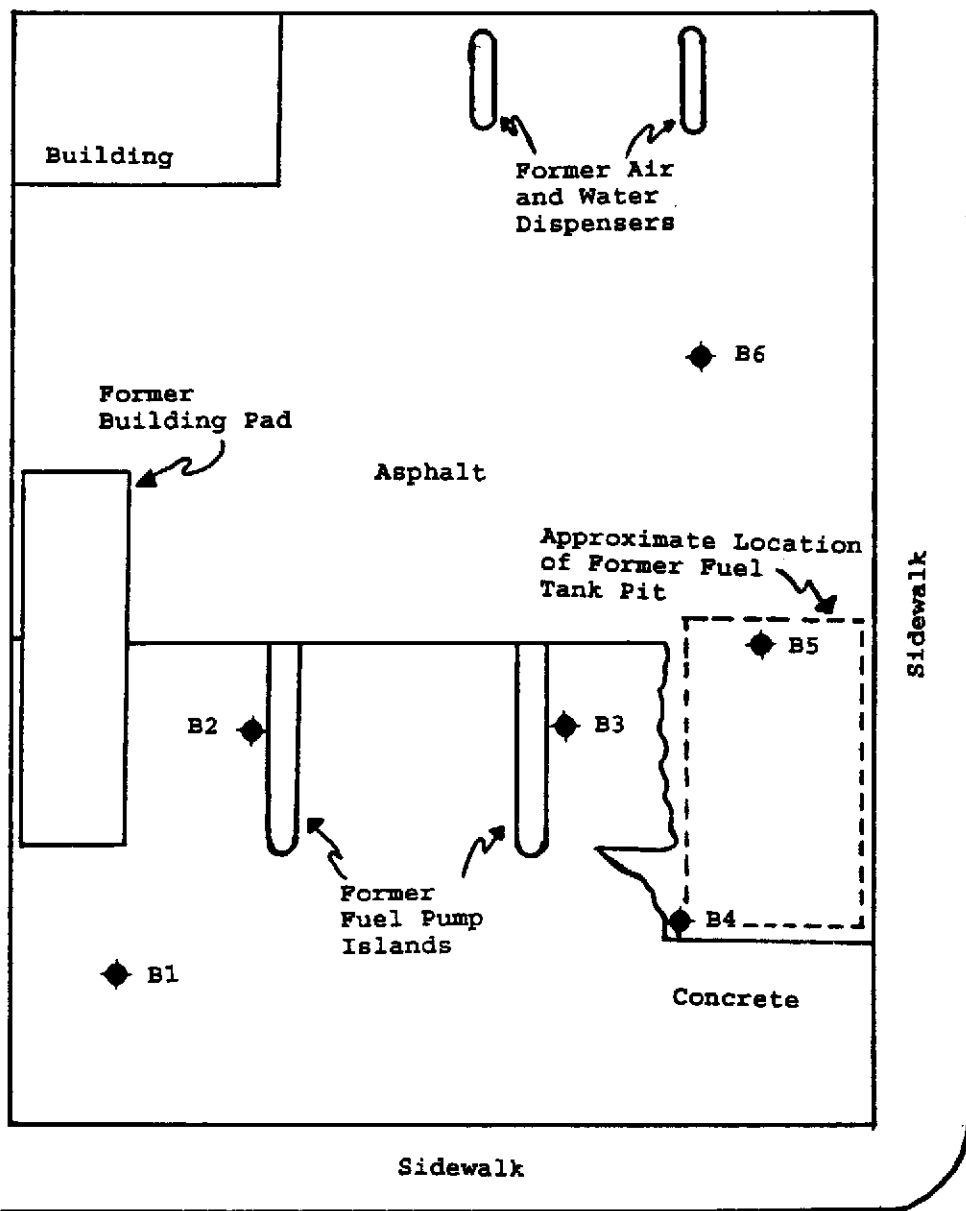 Building
Former Air
and Water
Dispensers
B6
Former
Building Pad
Asphalt
Approximate Location
of Former Fuel
Tank Pit
Sidewalk
B5
B2
B3
Former
Fuel Pump
Islands
B4
B1
Concrete
Sidewalk